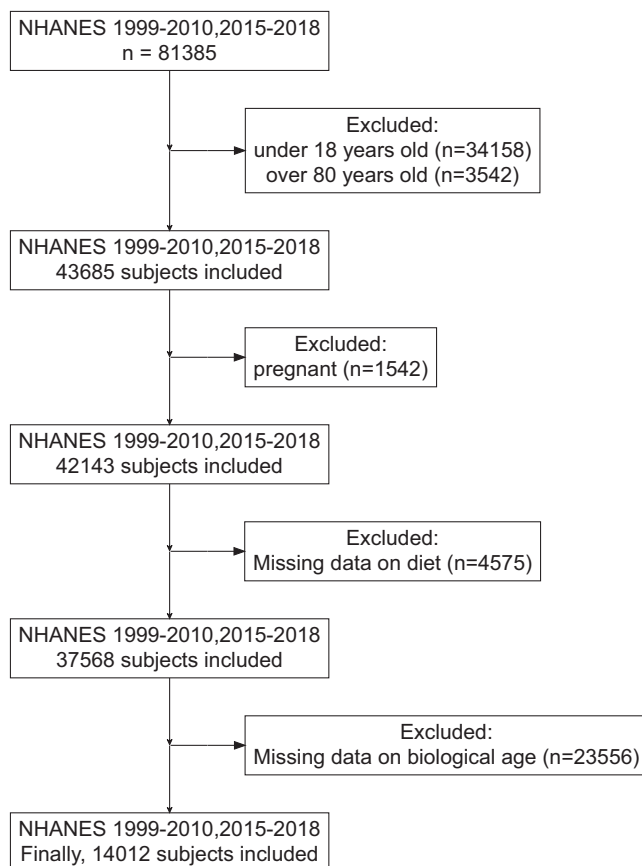 NHANES 1999-2010,2015-2018
n = 81385
Excluded:
under 18 years old (n=34158)
over 80 years old (n=3542)
NHANES 1999-2010,2015-2018
43685 subjects included
Excluded:
pregnant (n=1542)
NHANES 1999-2010,2015-2018
42143 subjects included
Excluded:
Missing data on diet (n=4575)
NHANES 1999-2010,2015-2018
37568 subjects included
Excluded:
Missing data on biological age (n=23556)
NHANES 1999-2010,2015-2018
Finally, 14012 subjects included